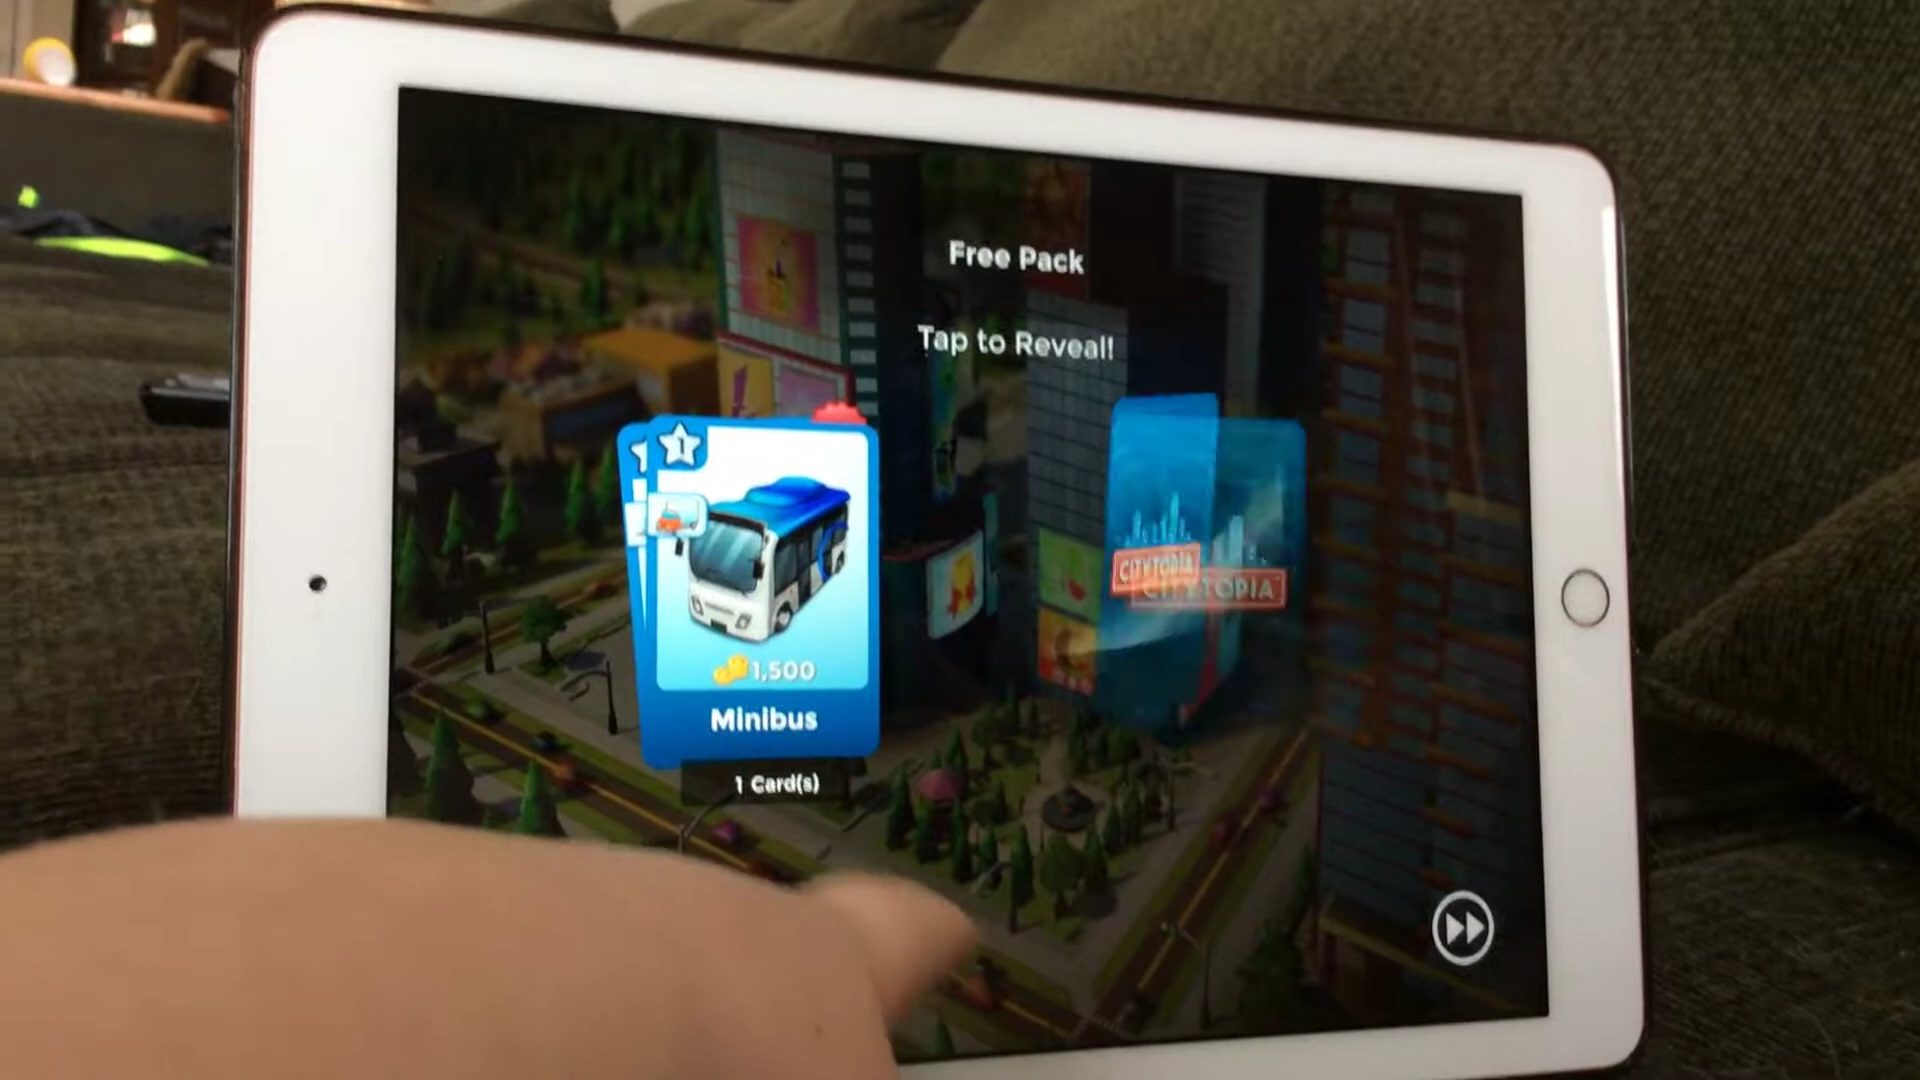 Free Pack
Tap to Reveal!
1
1,500
Minibus
1 Card(s)
CITYTOPIA
CITYTOPIA